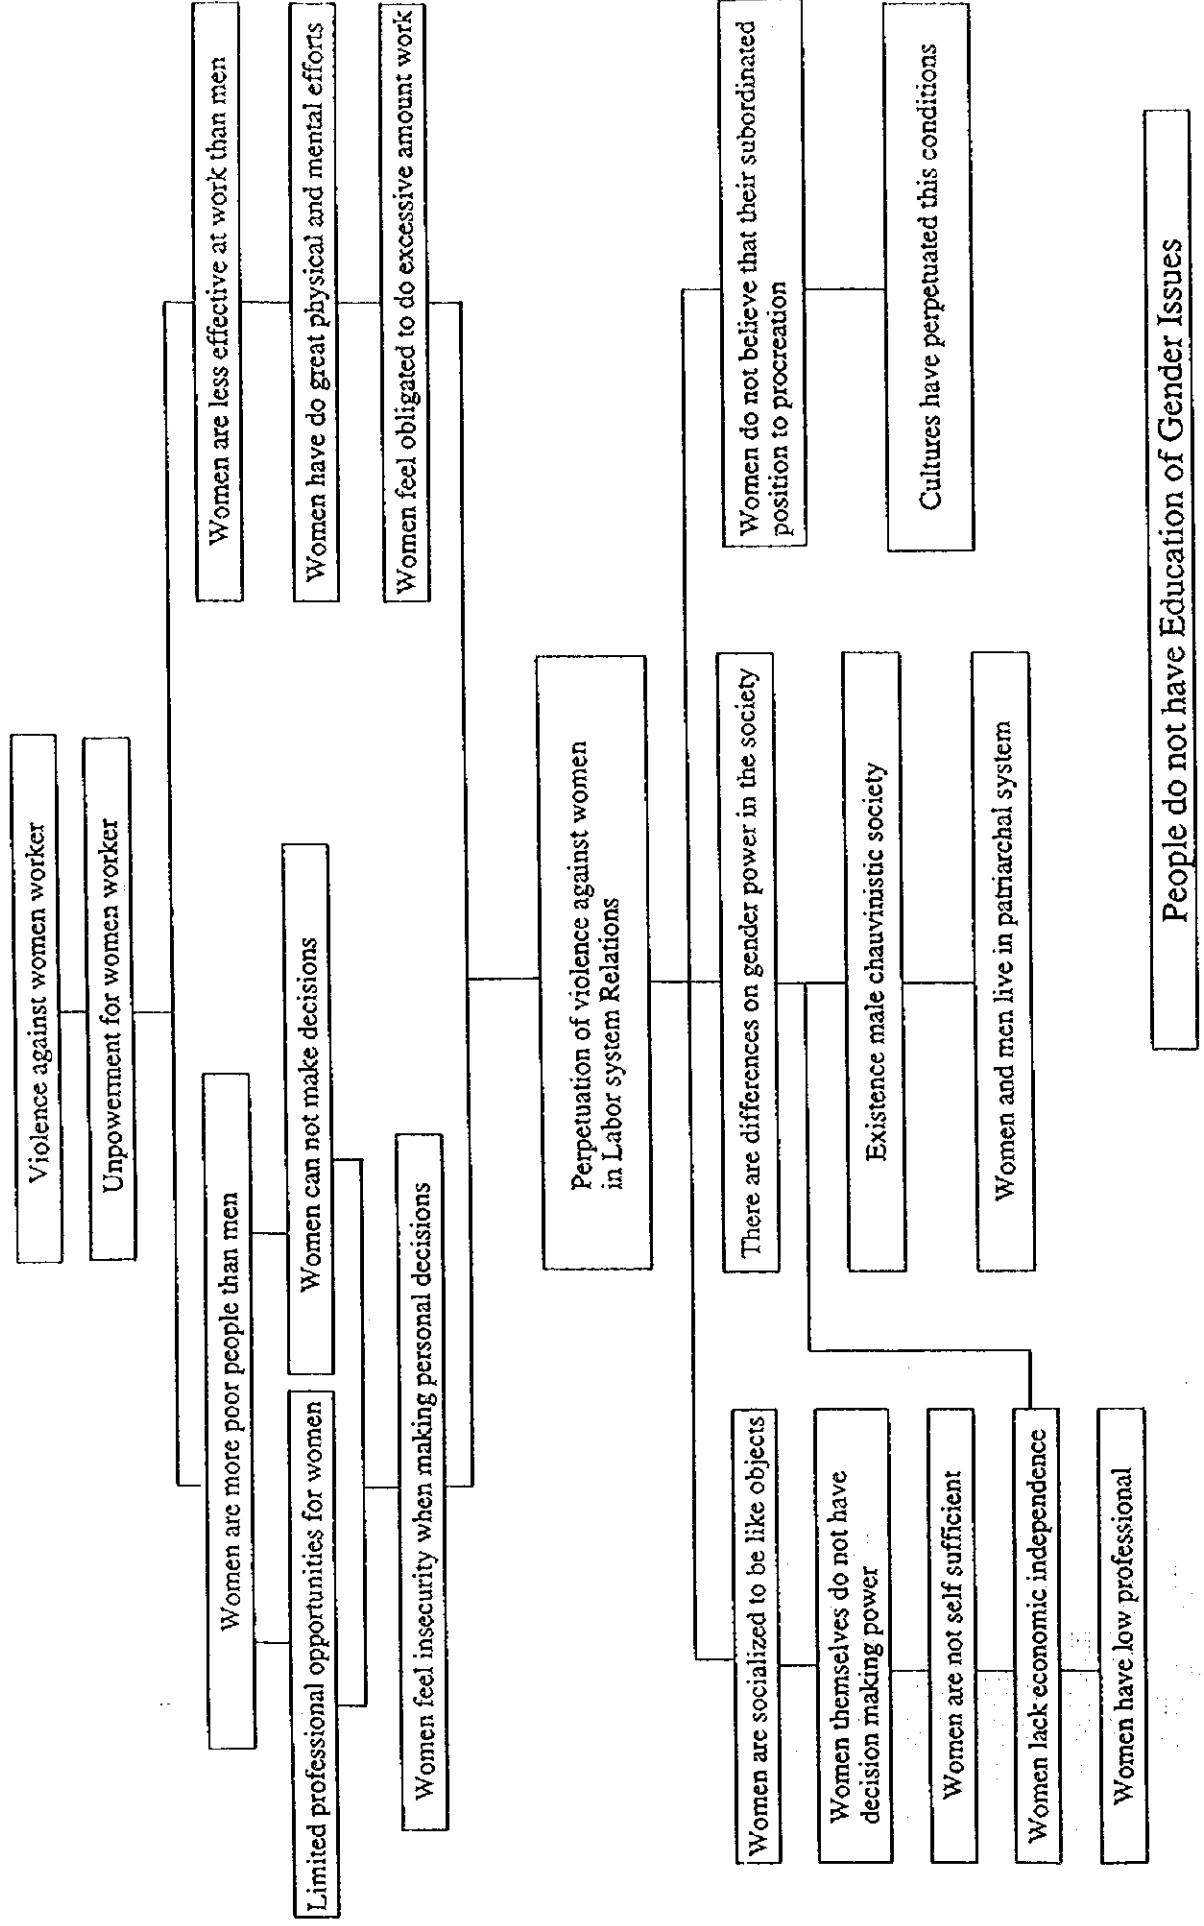 Violence against women worker
Unpowerment for women worker
Women are more poor people than men
Women are less effective at work than men
Limited professional opportunities for women
Women can not make decisions
Women have do great physical and mental efforts
Women feel insecurity when making personal decisions
Women feel obligated to do excessive amount work
Perpetuation of violence against women
in Labor system Relations
Women are socialized to be like objects
There are differences on gender power in the society
Women do not believe that their subordinated
position to procreation
Women themselves do not have
decision making power
Existence male chauvinistic society
Cultures have perpetuated this conditions
Women are not self sufficient
Women lack economic independence
Women and men live in patriarchal system
Women have low professional
People do not have Education of Gender Issues